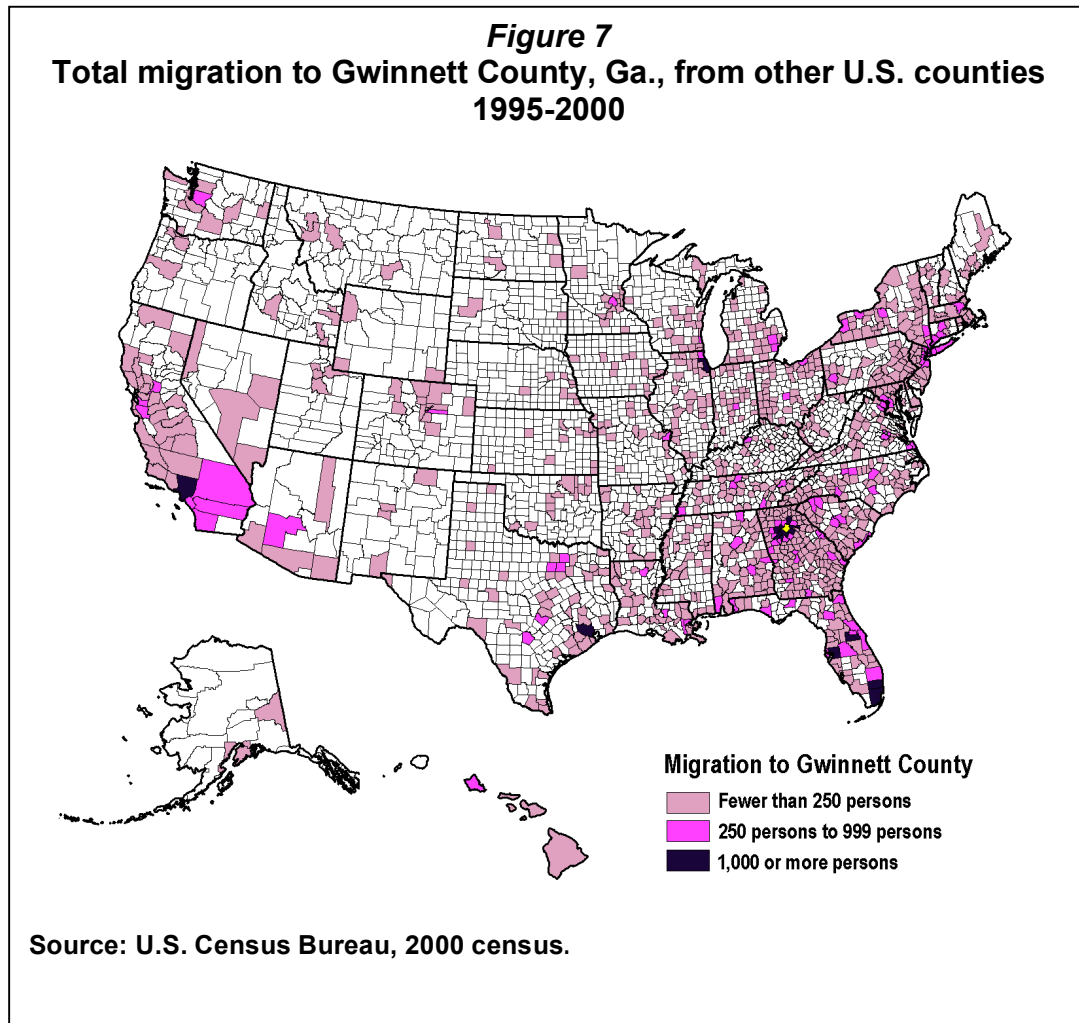 Figure 7
Total migration to Gwinnett County, Ga., from other U.S. counties
1995-2000
Migration to Gwinnett County
Fewer than 250 persons
250 persons to 999 persons
1,000 or more persons
Source: U.S. Census Bureau, 2000 census.